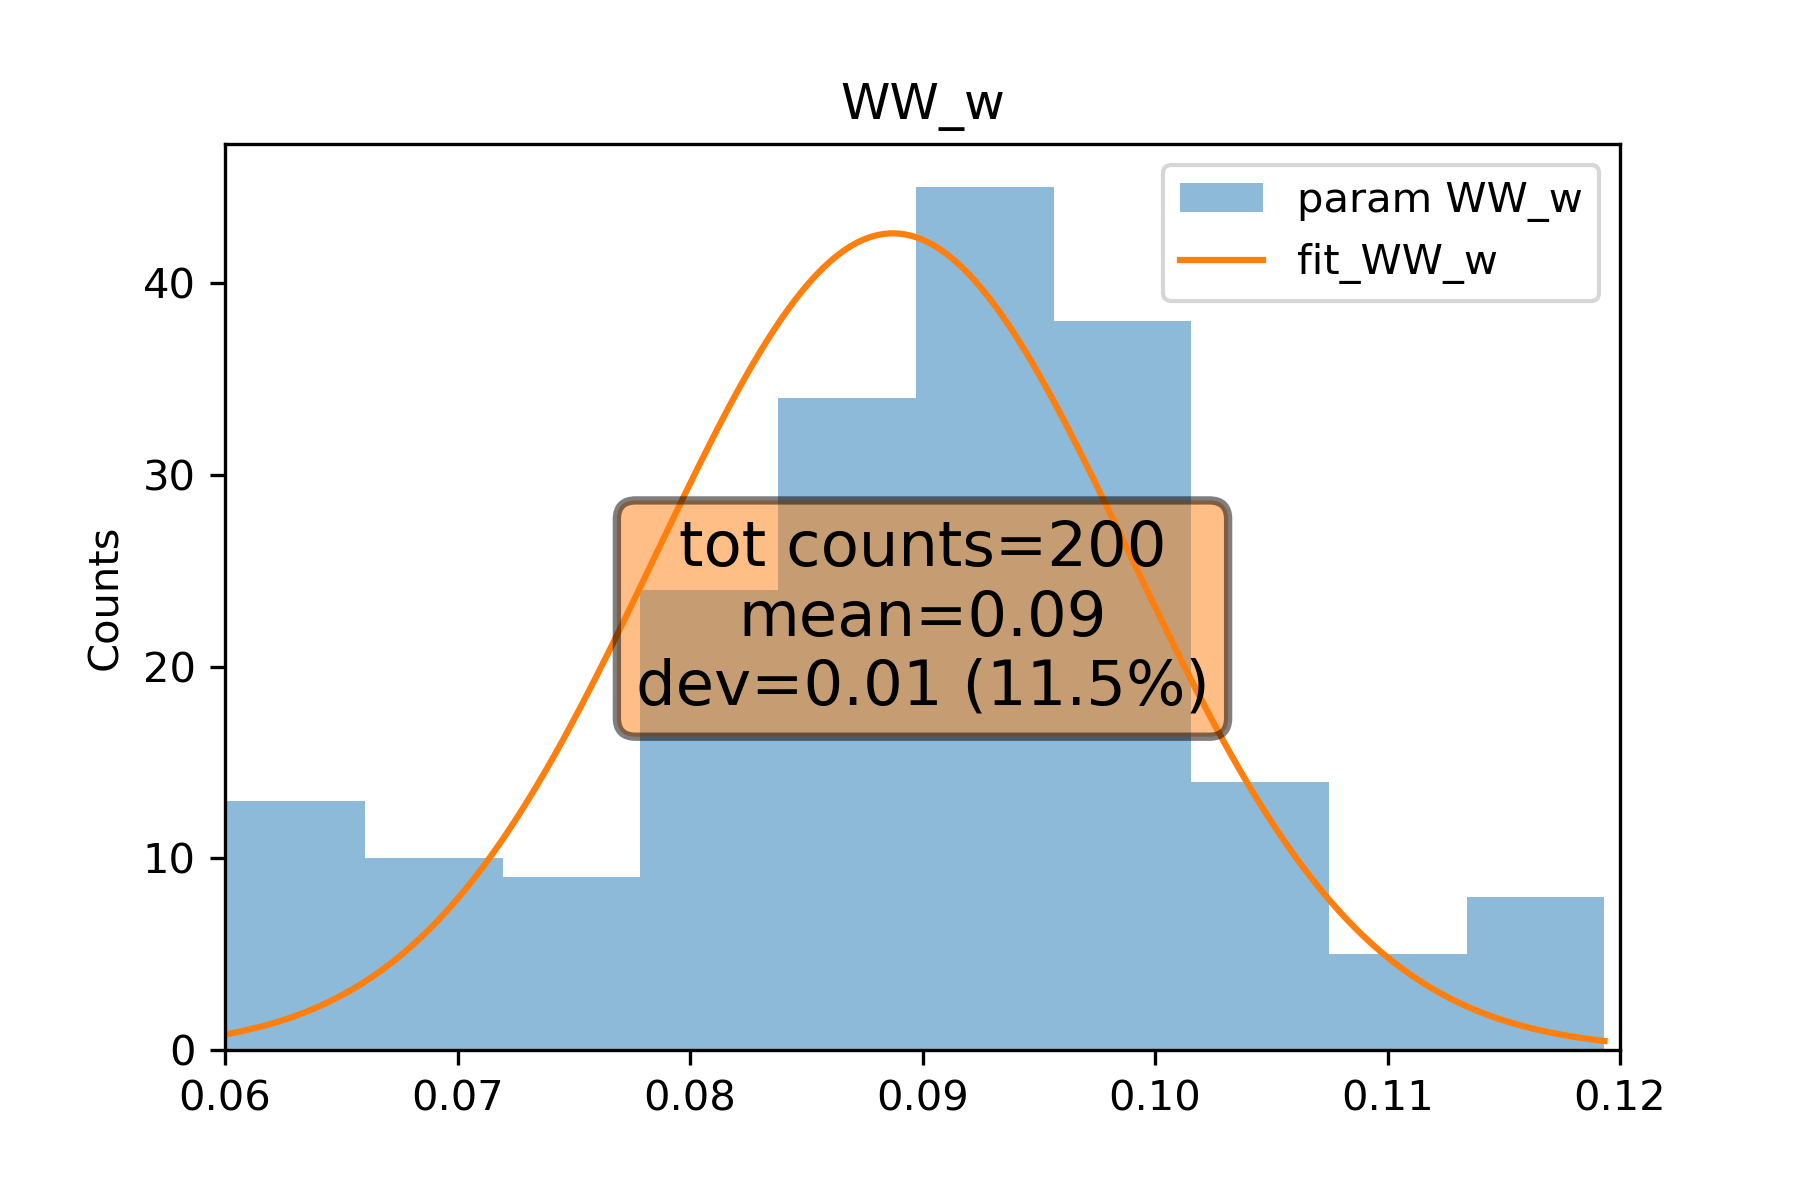 WW_w
param WW_w
fit_WW_w
Counts
40
30
20
10
0
tot counts=200
mean=0.09
dev=0.01 (11.5%)
0.06 0.07 0.08 0.09 0.10 0.11 0.12